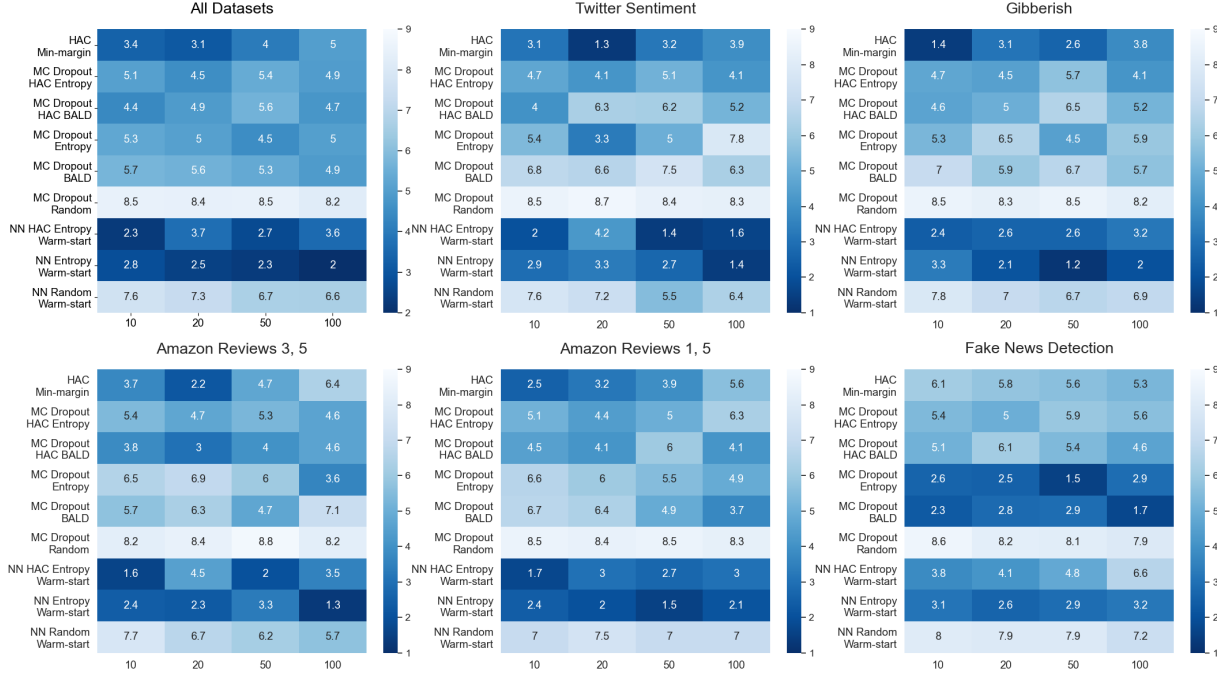 All Datasets
HAC
Min-margin
3.4 3.1 4 5
MC Dropout
HAC Entropy
5.1 4.5 5.4 4.9
MC Dropout
HAC BALD
4.4 4.9 5.6 4.7
MC Dropout
Entropy
5.3 5 4.5 5
MC Dropout
BALD
5.7 5.6 5.3 4.9
MC Dropout
Random
8.5 8.4 8.5 8.2
NN HAC Entropy
Warm-start
2.3 3.7 2.7 3.6
NN Entropy
Warm-start
2.8 2.5 2.3 2
NN Random
Warm-start
7.6 7.3 6.7 6.6
10 20 50 100
9
8
7
6
5
4
3
2
Twitter Sentiment
HAC
Min-margin
3.1 1.3 3.2 3.9
MC Dropout
HAC Entropy
4.7 4.1 5.1 4.1
MC Dropout
HAC BALD
4 6.3 6.2 5.2
MC Dropout
Entropy
5.4 3.3 5 7.8
MC Dropout
BALD
6.8 6.6 7.5 6.3
MC Dropout
Random
8.5 8.7 8.4 8.3
NN HAC Entropy
Warm-start
2 4.2 1.4 1.6
NN Entropy
Warm-start
2.9 3.3 2.7 1.4
NN Random
Warm-start
7.6 7.2 5.5 6.4
10 20 50 100
9
8
7
6
5
4
3
2
1
Gibberish
HAC
Min-margin
1.4 3.1 2.6 3.8
MC Dropout
HAC Entropy
4.7 4.5 5.7 4.1
MC Dropout
HAC BALD
4.6 5 6.5 5.2
MC Dropout
Entropy
5.3 6.5 4.5 5.9
MC Dropout
BALD
7 5.9 6.7 5.7
MC Dropout
Random
8.5 8.3 8.5 8.2
NN HAC Entropy
Warm-start
2.4 2.6 2.6 3.2
NN Entropy
Warm-start
3.3 2.1 1.2 2
NN Random
Warm-start
7.8 7 6.7 6.9
10 20 50 100
9
8
7
6
5
4
3
2
1
Amazon Reviews 3, 5
HAC
Min-margin
3.7 2.2 4.7 6.4
MC Dropout
HAC Entropy
5.4 4.7 5.3 4.6
MC Dropout
HAC BALD
3.8 3 4 4.6
MC Dropout
Entropy
6.5 6.9 6 3.6
MC Dropout
BALD
5.7 6.3 4.7 7.1
MC Dropout
Random
8.2 8.4 8.8 8.2
NN HAC Entropy
Warm-start
1.6 4.5 2 3.5
NN Entropy
Warm-start
2.4 2.3 3.3 1.3
NN Random
Warm-start
7.7 6.7 6.2 5.7
10 20 50 100
9
8
7
6
5
4
3
2
1
Amazon Reviews 1, 5
HAC
Min-margin
2.5 3.2 3.9 5.6
MC Dropout
HAC Entropy
5.1 4.4 5 6.3
MC Dropout
HAC BALD
4.5 4.1 6 4.1
MC Dropout
Entropy
6.6 6 5.5 4.9
MC Dropout
BALD
6.7 6.4 4.9 3.7
MC Dropout
Random
8.5 8.4 8.5 8.3
NN HAC Entropy
Warm-start
1.7 3 2.7 3
NN Entropy
Warm-start
2.4 2 1.5 2.1
NN Random
Warm-start
7 7.5 7 7
10 20 50 100
9
8
7
6
5
4
3
2
1
Fake News Detection
HAC
Min-margin
6.1 5.8 5.6 5.3
MC Dropout
HAC Entropy
5.4 5 5.9 5.6
MC Dropout
HAC BALD
5.1 6.1 5.4 4.6
MC Dropout
Entropy
2.6 2.5 1.5 2.9
MC Dropout
BALD
2.3 2.8 2.9 1.7
MC Dropout
Random
8.6 8.2 8.1 7.9
NN HAC Entropy
Warm-start
3.8 4.1 4.8 6.6
NN Entropy
Warm-start
3.1 2.6 2.9 3.2
NN Random
Warm-start
8 7.9 7.9 7.2
10 20 50 100
9
8
7
6
5
4
3
2
1